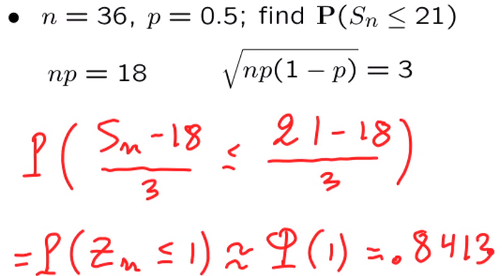 • n = 36, p = 0.5; find P(Sₙ ≤ 21)
np = 18 √np(1 − p) = 3
P( (Sₙ - 18)/3 ≤ (21 - 18)/3 )
= P(Zₙ ≤ 1) ≈ Φ(1) = .8413